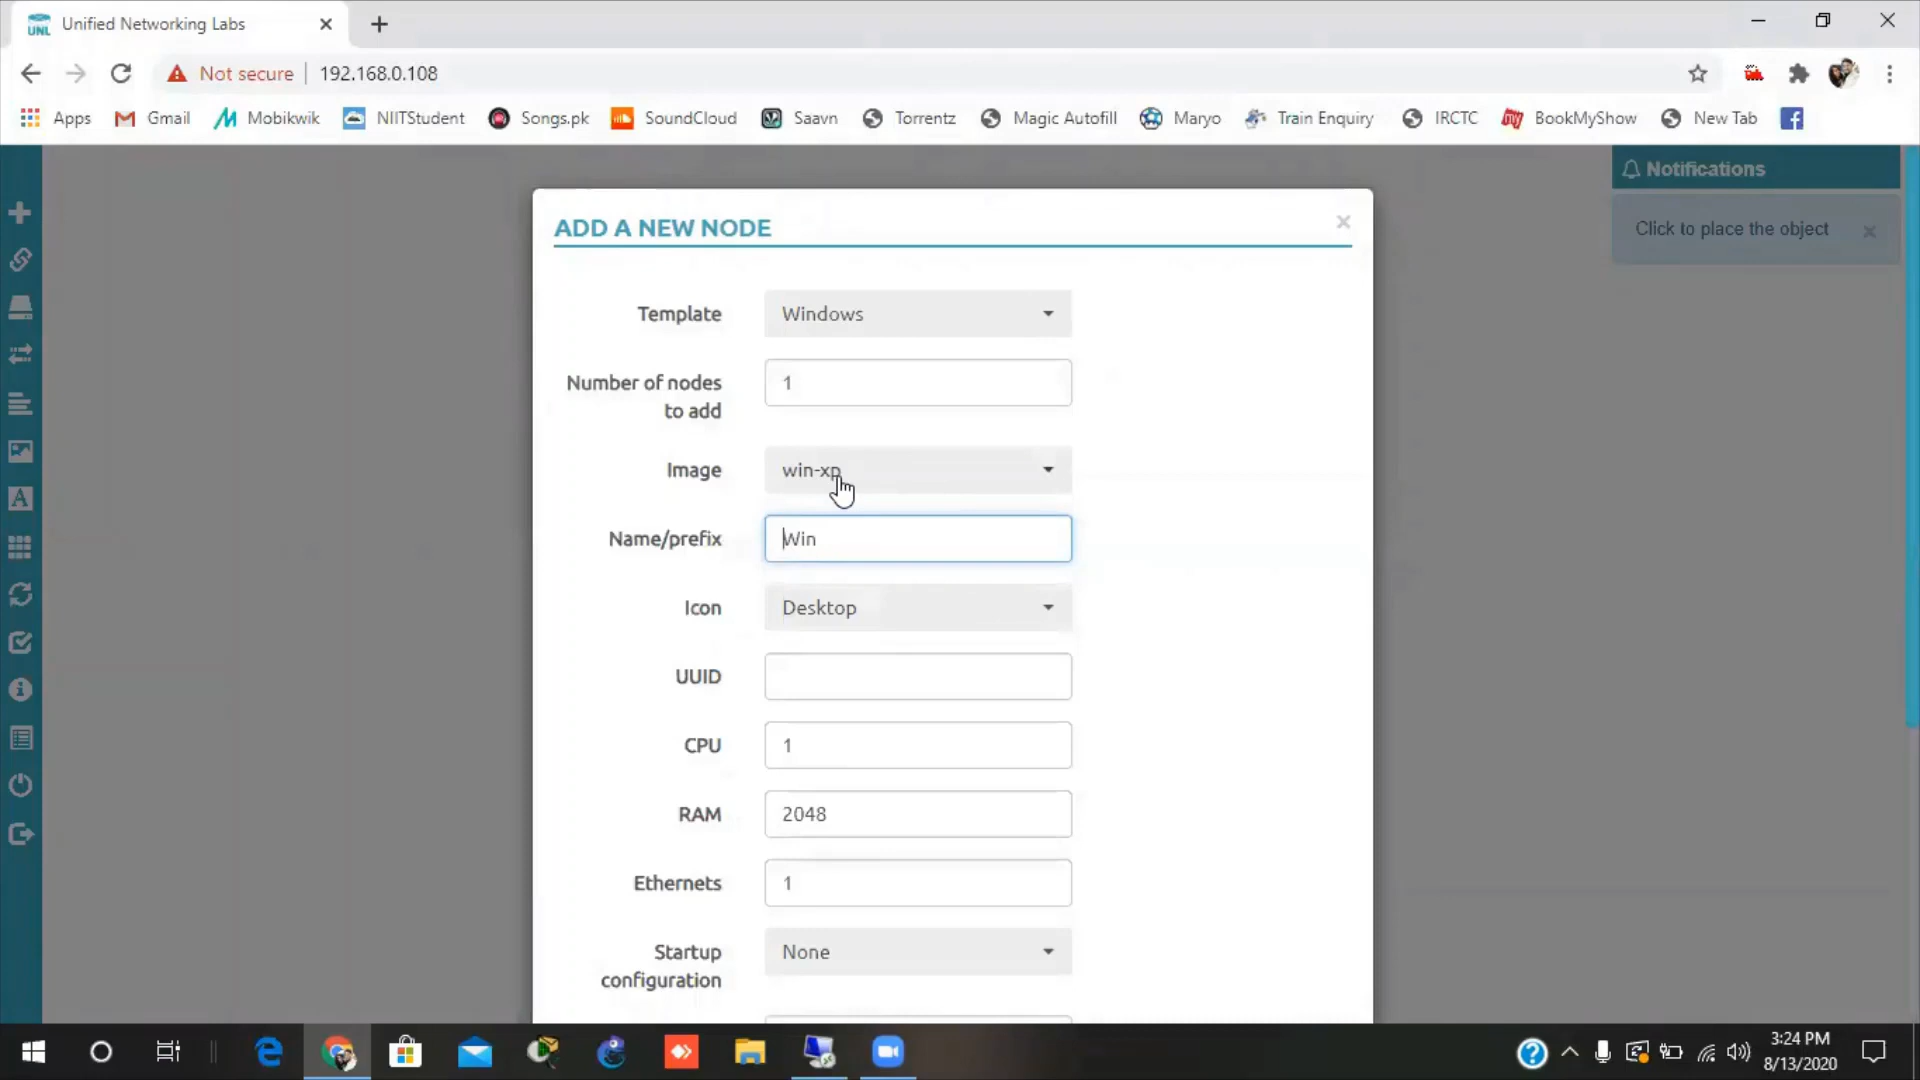 Unified Networking Labs
Not secure 192.168.0.108
Apps Gmail Mobikwik NIITStudent Songs.pk SoundCloud Saavn Torrentz Magic Autofill Maryo Train Enquiry IRCTC BookMyShow New Tab
Notifications
Click to place the object
ADD A NEW NODE
Template Windows
Number of nodes to add 1
Image win-xp
Name/prefix Win
Icon Desktop
UUID
CPU 1
RAM 2048
Ethernets 1
Startup configuration None
3:24 PM
8/13/2020